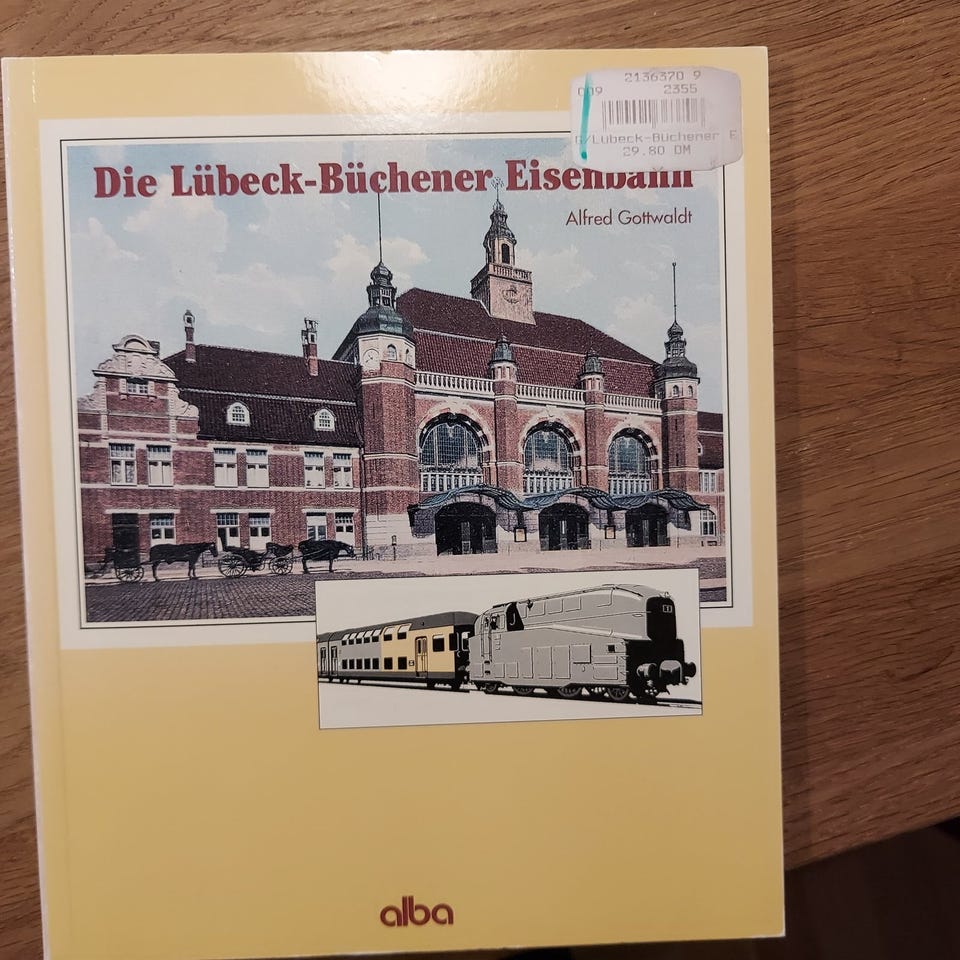 2136370 9
009 2355
G/Lübeck-Büchener E
29.80 DM
Die Lübeck-Büchener Eisenbahn
Alfred Gottwaldt
alba